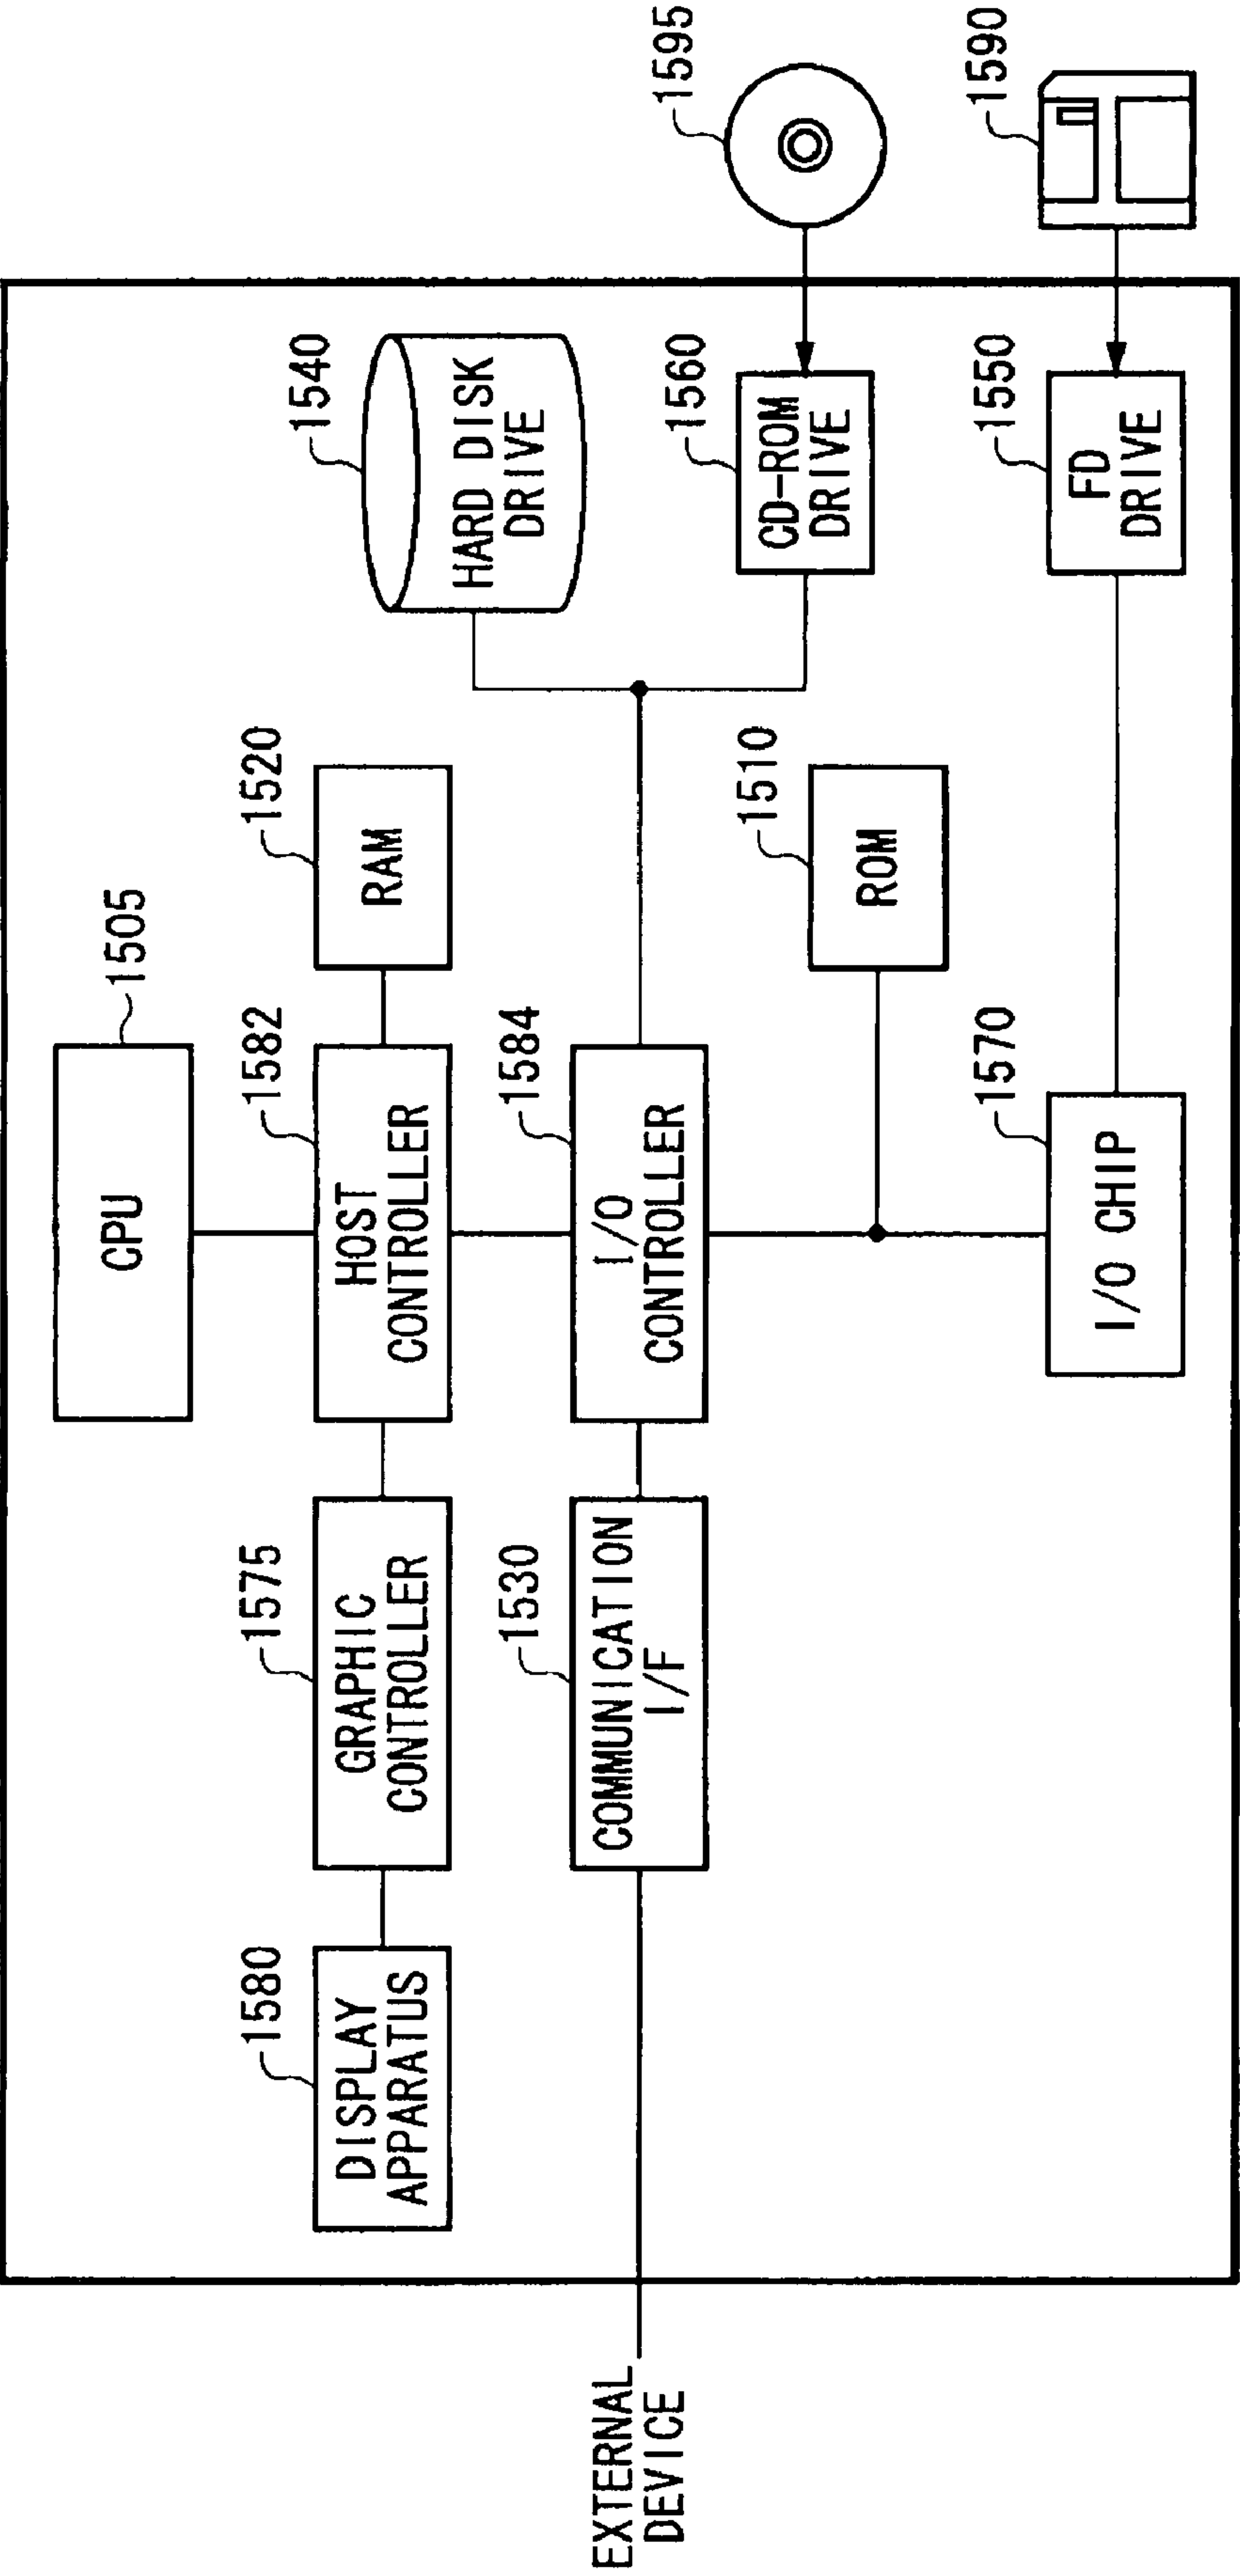 1505
CPU
1580
DISPLAY
APPARATUS
1575
GRAPHIC
CONTROLLER
1582
HOST
CONTROLLER
1520
RAM
1540
HARD DISK
DRIVE
EXTERNAL
DEVICE
1530
COMMUNICATION
I/F
1584
I/O
CONTROLLER
1595
1560
CD-ROM
DRIVE
1510
ROM
1570
I/O CHIP
1550
FD
DRIVE
1590